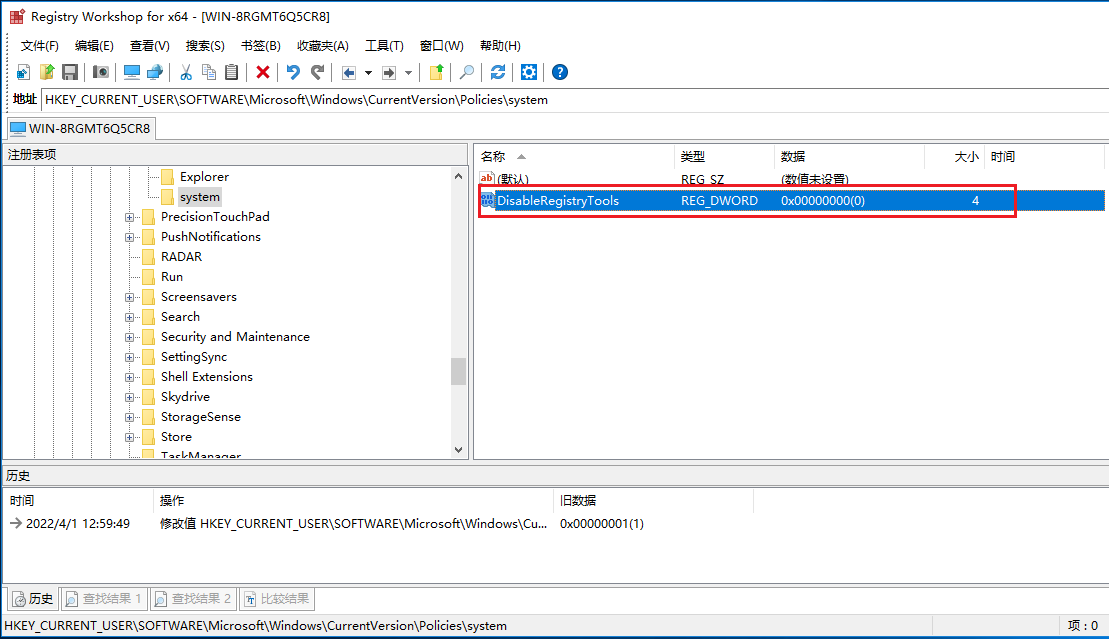 Registry Workshop for x64 - [WIN-8RGMT6Q5CR8]
文件(F) 编辑(E) 查看(V) 搜索(S) 书签(B) 收藏夹(A) 工具(T) 窗口(W) 帮助(H)
地址 HKEY_CURRENT_USER\SOFTWARE\Microsoft\Windows\CurrentVersion\Policies\system
WIN-8RGMT6Q5CR8
注册表项
Explorer
system
PrecisionTouchPad
PushNotifications
RADAR
Run
Screensavers
Search
Security and Maintenance
SettingSync
Shell Extensions
Skydrive
StorageSense
Store
TaskManager
名称 类型 数据 大小 时间
ab (默认) REG_SZ (数值未设置)
DisableRegistryTools REG_DWORD 0x00000000(0) 4
历史
时间 操作 旧数据
2022/4/1 12:59:49 修改值 HKEY_CURRENT_USER\SOFTWARE\Microsoft\Windows\Cu... 0x00000001(1)
历史 查找结果 1 查找结果 2 比较结果
HKEY_CURRENT_USER\SOFTWARE\Microsoft\Windows\CurrentVersion\Policies\system 项 : 0